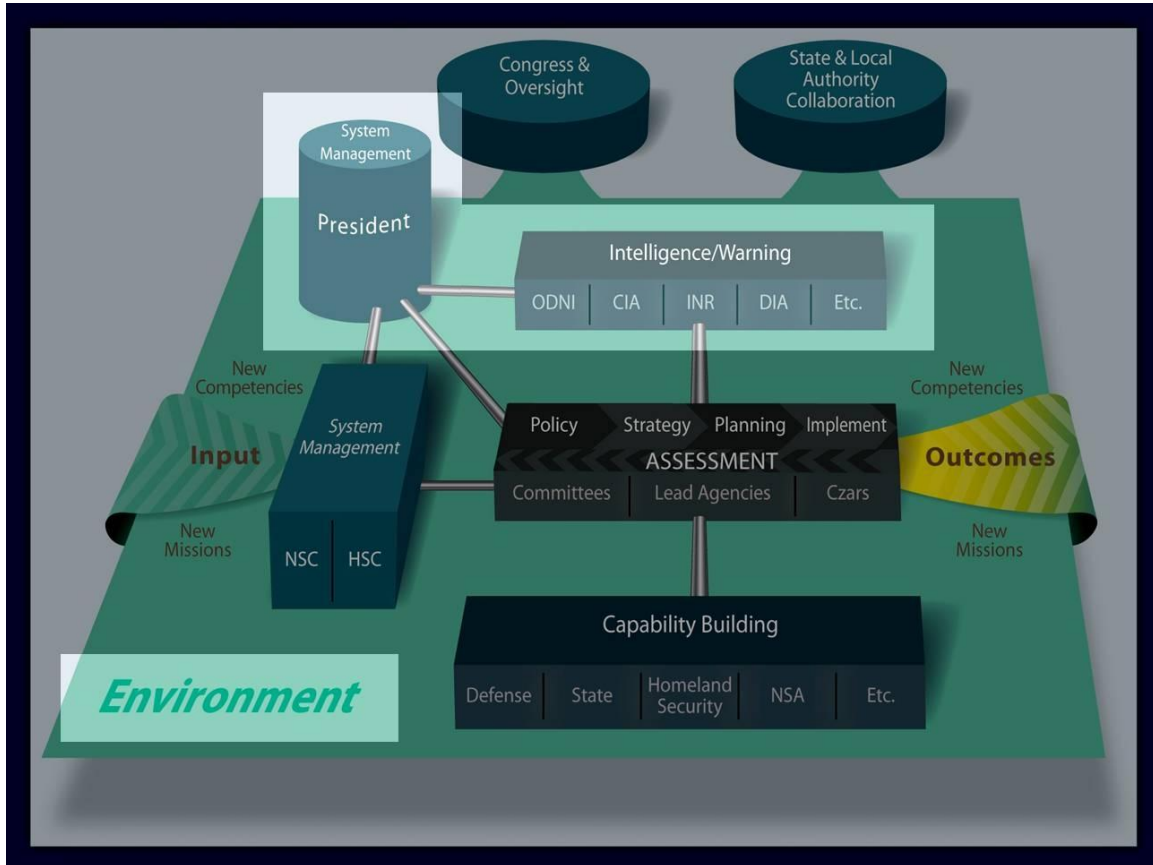 Congress &
Oversight
State & Local
Authority
Collaboration
System
Management
President
Intelligence/Warning
ODNI
CIA
INR
DIA
Etc.
New
Competencies
Input
New
Missions
System
Management
NSC
HSC
Policy
Strategy
Planning
Implement
ASSESSMENT
Committees
Lead Agencies
Czars
New
Competencies
Outcomes
New
Missions
Capability Building
Defense
State
Homeland
Security
NSA
Etc.
Environment